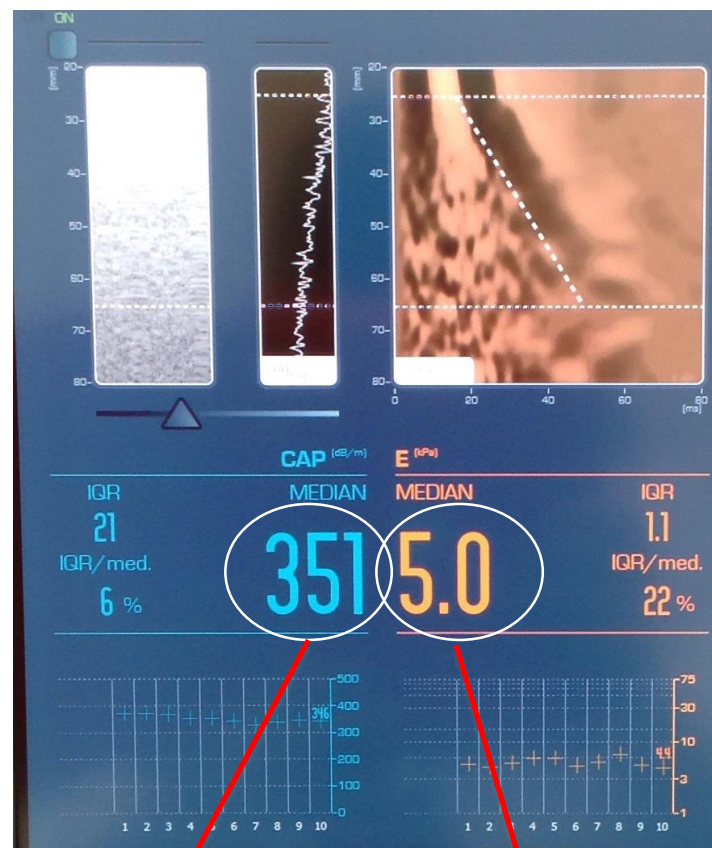 ON
[mm] 20- 30- 40- 50- 60- 70- 80-
[mm] 20- 30- 40- 50- 60- 70- 80-
0 20 40 60 80
[ms]
CAP (dB/m) E (kPa)
IQR MEDIAN MEDIAN IQR
21 351 5.0 1.1
IQR/med. IQR/med.
6 % 22 %
500 75
400 30
346
300 10
200 4.4
100 3
0 1
1 2 3 4 5 6 7 8 9 10
1 2 3 4 5 6 7 8 9 10